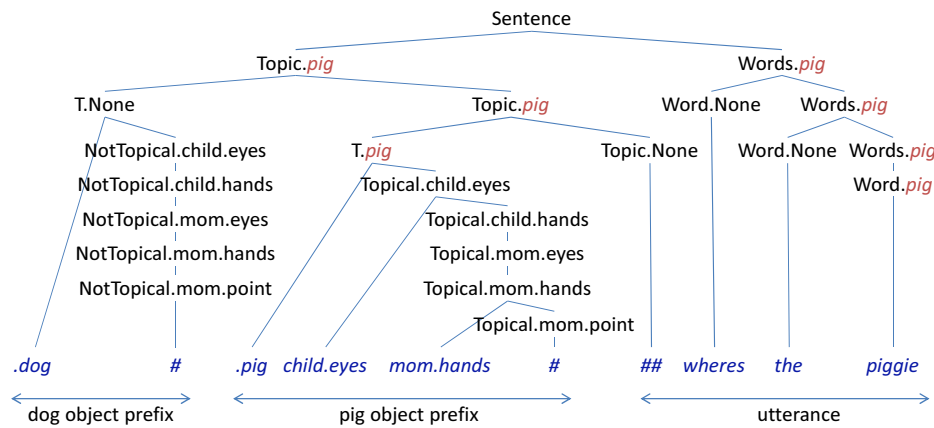 Sentence
Topic.pig Words.pig
T.None Topic.pig Word.None Words.pig
NotTopical.child.eyes T.pig Topic.None Word.None Words.pig
NotTopical.child.hands Topical.child.eyes Word.pig
NotTopical.mom.eyes Topical.child.hands
NotTopical.mom.hands Topical.mom.eyes
NotTopical.mom.point Topical.mom.hands
Topical.mom.point
.dog # .pig child.eyes mom.hands # ## wheres the piggie
dog object prefix pig object prefix utterance